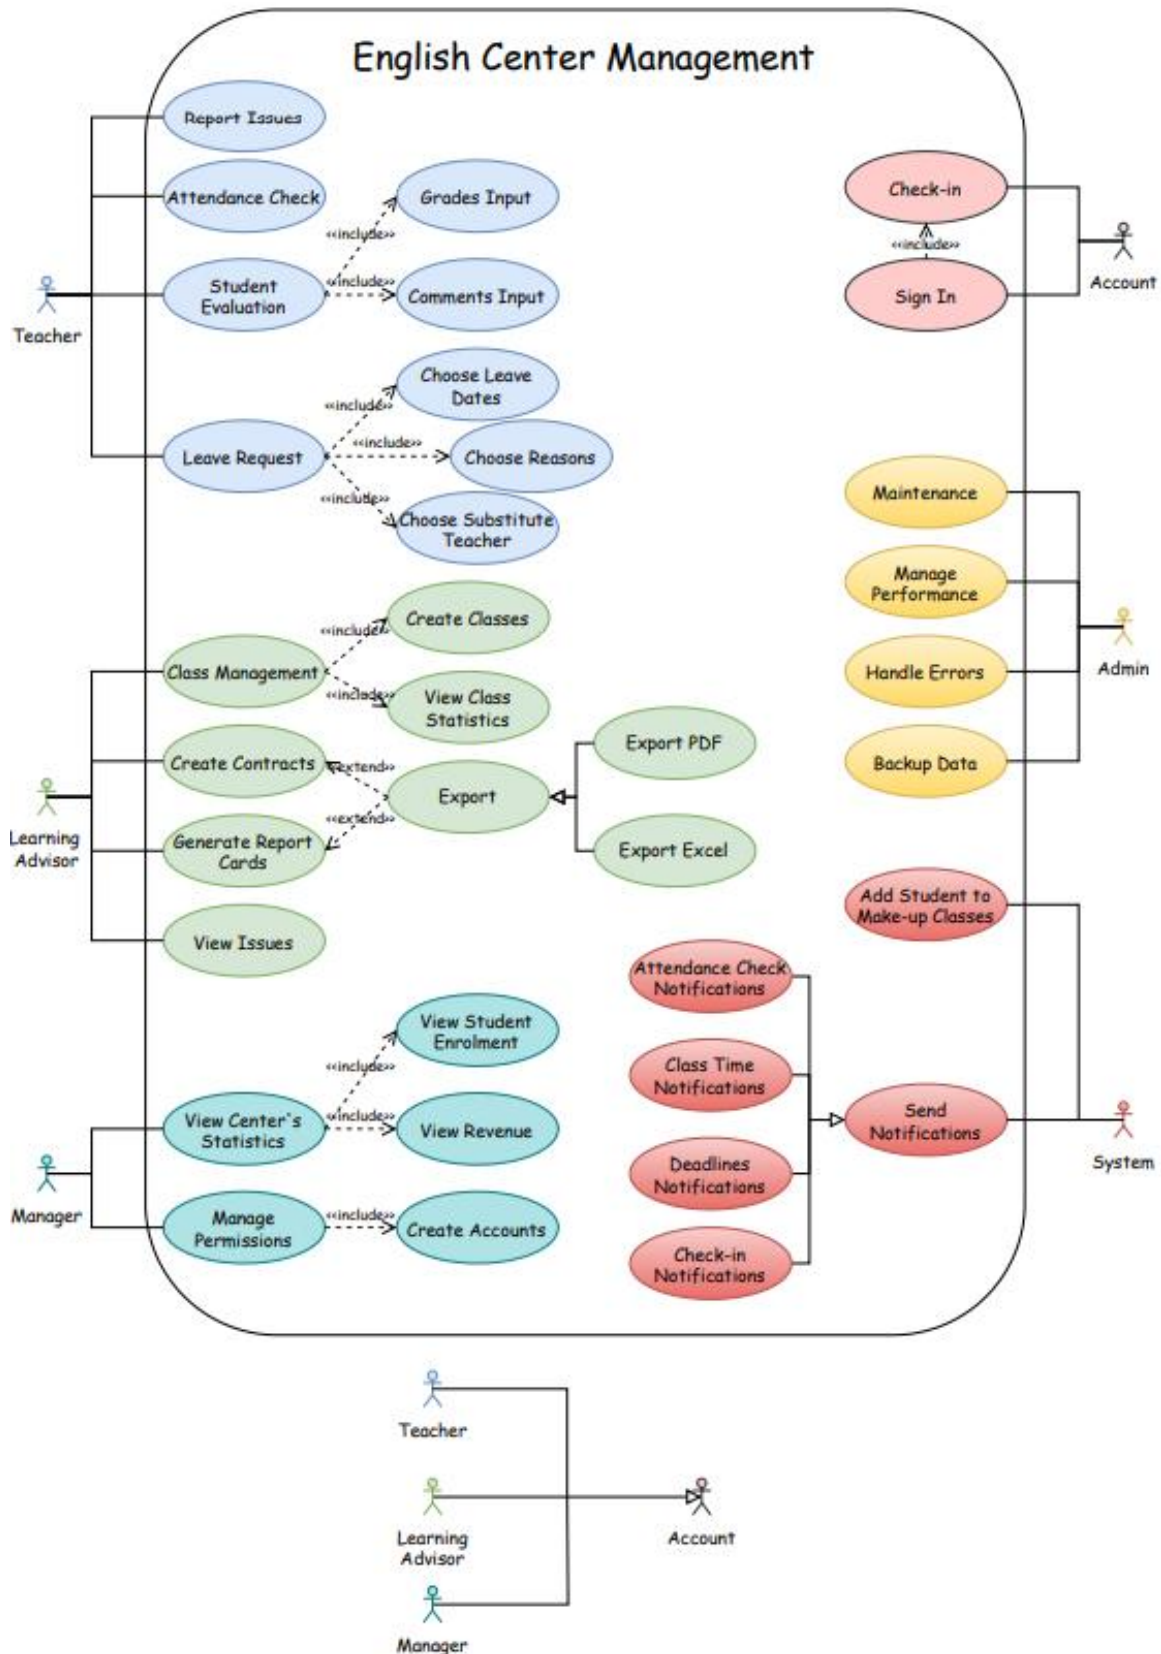 English Center Management
Report Issues
Attendance Check
Grades Input
<<include>>
<<include>>
Student
Evaluation
Comments Input
Teacher
Choose Leave
Dates
<<include>>
<<include>>
Leave Request
Choose Reasons
<<include>>
Choose Substitute
Teacher
Check-in
<<include>>
Sign In
Account
Maintenance
Manage
Performance
Handle Errors
Admin
Backup Data
Create Classes
<<include>>
Class Management
<<include>>
View Class
Statistics
Create Contracts
<<extend>>
Export
<<extend>>
Export PDF
Export Excel
Learning
Advisor
Generate Report
Cards
View Issues
Add Student to
Make-up Classes
Attendance Check
Notifications
Class Time
Notifications
Send
Notifications
Deadlines
Notifications
Check-in
Notifications
System
View Student
Enrolment
<<include>>
View Center's
Statistics
<<include>>
View Revenue
Manager
Manage
Permissions
<<include>>
Create Accounts
Teacher
Learning
Advisor
Account
Manager